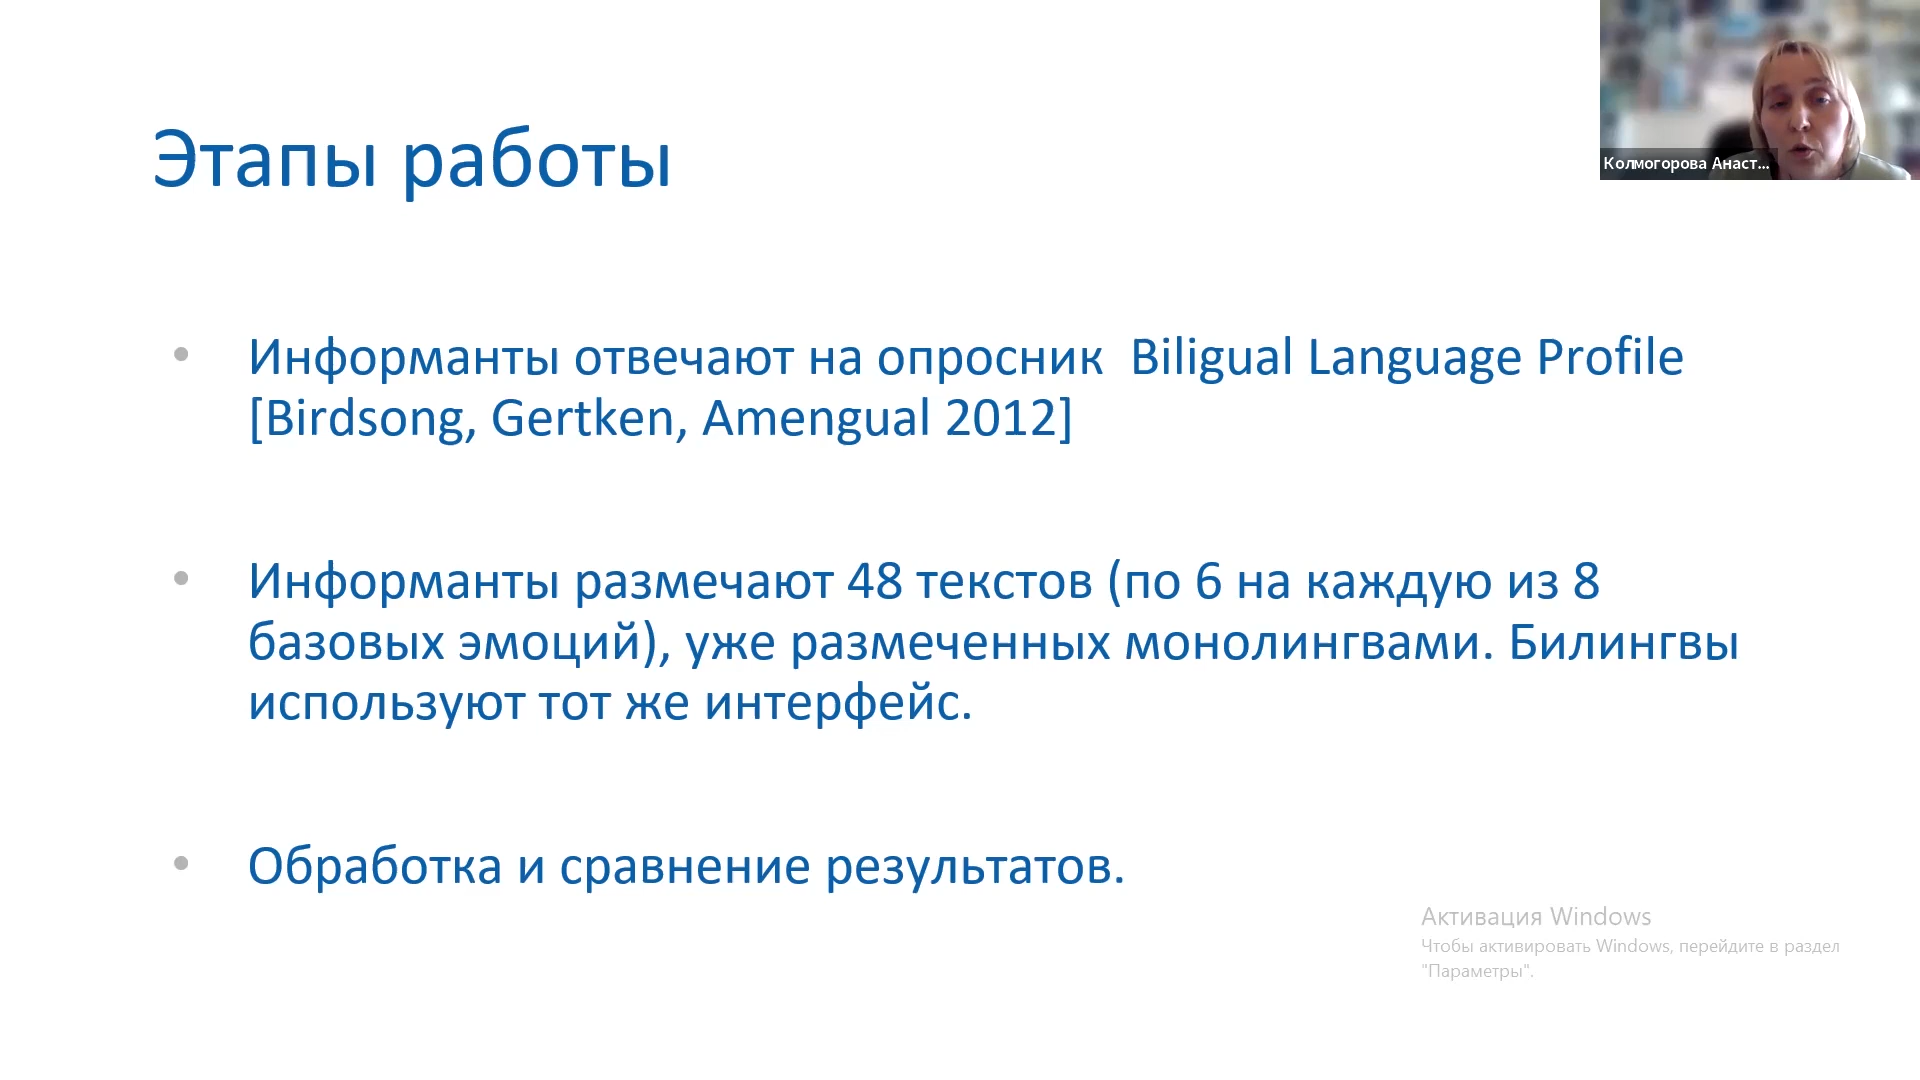 Этапы работы
Колмогорова Анаст...
Информанты отвечают на опросник Biligual Language Profile
[Birdsong, Gertken, Amengual 2012]
Информанты размечают 48 текстов (по 6 на каждую из 8
базовых эмоций), уже размеченных монолингвами. Билингвы
используют тот же интерфейс.
Обработка и сравнение результатов.
Активация Windows
Чтобы активировать Windows, перейдите в раздел
"Параметры".